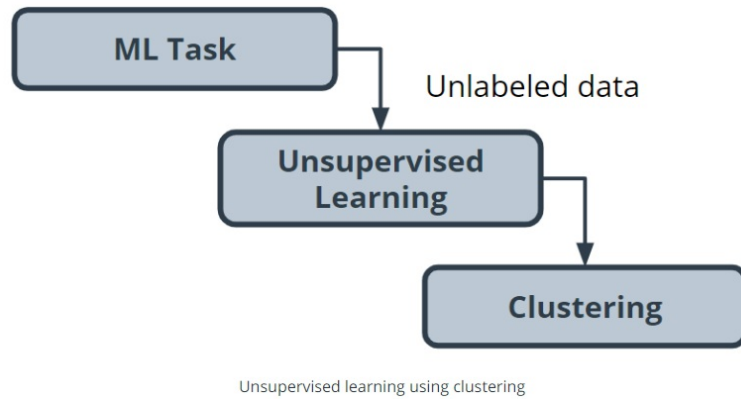 ML Task
Unlabeled data
Unsupervised
Learning
Clustering
Unsupervised learning using clustering